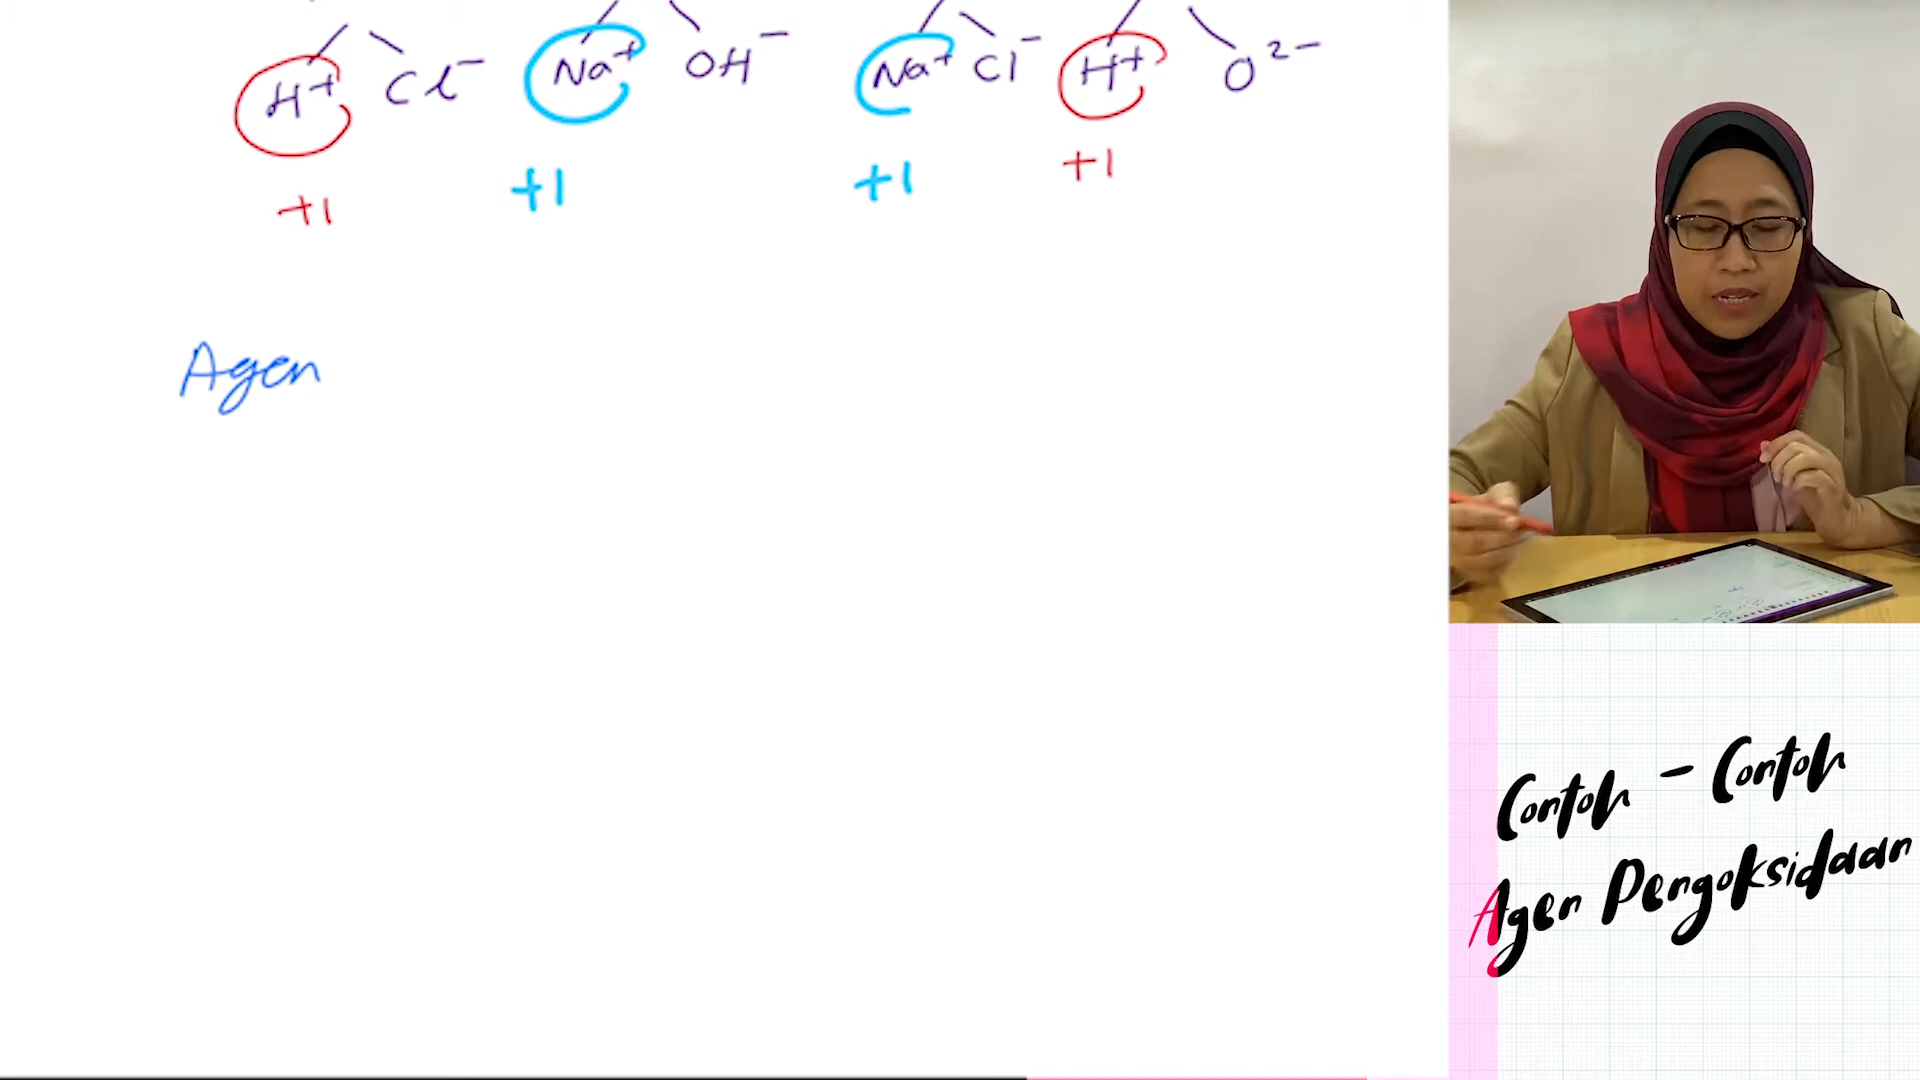 H⁺ Cl⁻ Na⁺ OH⁻ Na⁺ Cl⁻ H⁺ O²⁻
+1 +1 +1 +1
Agen
Contoh - Contoh
Agen Pengoksidaan